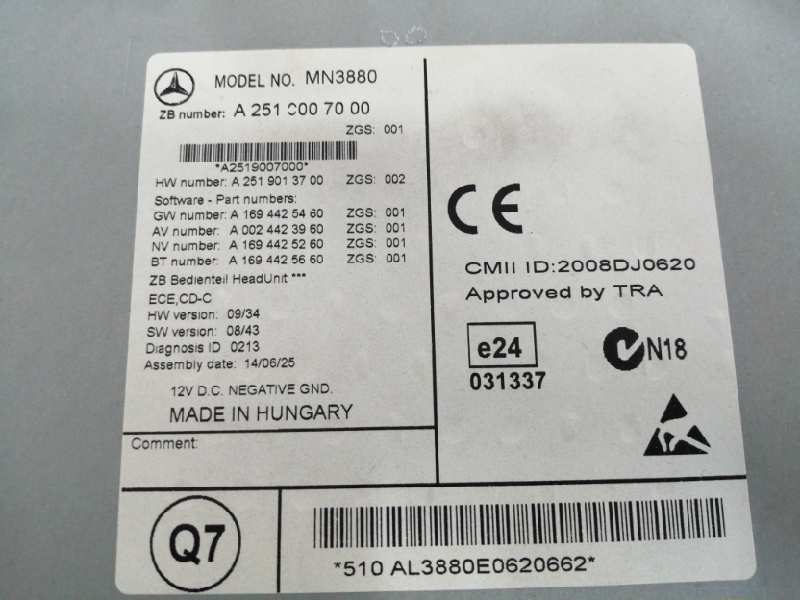 MODEL NO. MN3880
ZB number: A 251 900 70 00
ZGS: 001
*A2519007000*
HW number: A 251 901 37 00 ZGS: 002
Software - Part numbers:
GW number: A 169 442 54 60 ZGS: 001
AV number: A 002 442 39 60 ZGS: 001
NV number: A 169 442 52 60 ZGS: 001
BT number: A 169 442 56 60 ZGS: 001
ZB Bedienteil HeadUnit ***
ECE,CD-C
HW version: 09/34
SW version: 08/43
Diagnosis ID 0213
Assembly date: 14/06/25
12V D.C. NEGATIVE GND.
MADE IN HUNGARY
Comment:
CE
CMII ID:2008DJ0620
Approved by TRA
e24
031337
N18
Q7
*510 AL3880E0620662*